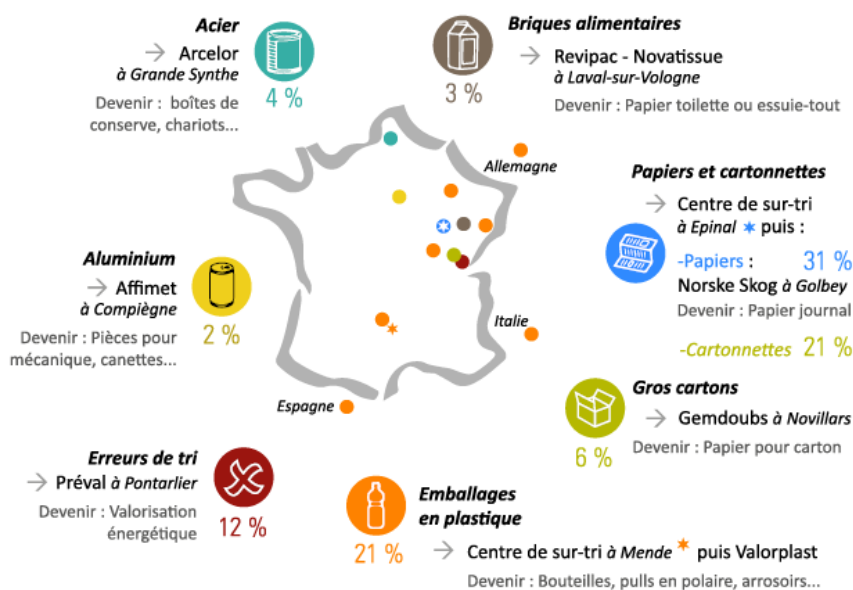 Acier
→ Arcelor
à Grande Synthe
Devenir : boîtes de
conserve, chariots...
4 %
Briques alimentaires
→ Revipac - Novatissue
à Laval-sur-Vologne
Devenir : Papier toilette ou essuie-tout
3 %
Allemagne
Papiers et cartonnettes
→ Centre de sur-tri
à Epinal ✶ puis :
-Papiers : 31 %
Norske Skog à Golbey
Devenir : Papier journal
-Cartonnettes 21 %
Aluminium
→ Affimet
à Compiègne
Devenir : Pièces pour
mécanique, canettes...
2 %
Italie
Espagne
Gros cartons
→ Gemdoubs à Novillars
Devenir : Papier pour carton
6 %
Erreurs de tri
→ Préval à Pontarlier
Devenir : Valorisation
énergétique
12 %
Emballages
en plastique
21 %
→ Centre de sur-tri à Mende ✶ puis Valorplast
Devenir : Bouteilles, pulls en polaire, arrosoirs...